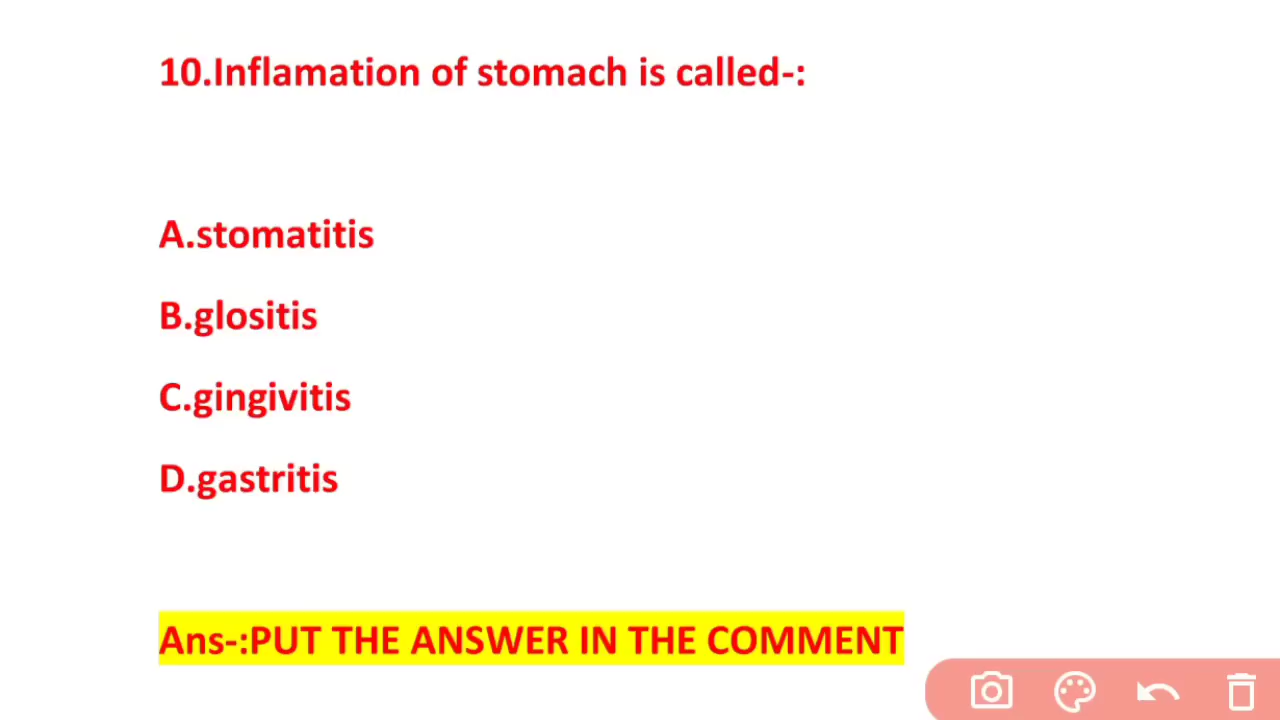 10.Inflamation of stomach is called-:
A.stomatitis
B.glositis
C.gingivitis
D.gastritis
Ans-:PUT THE ANSWER IN THE COMMENT